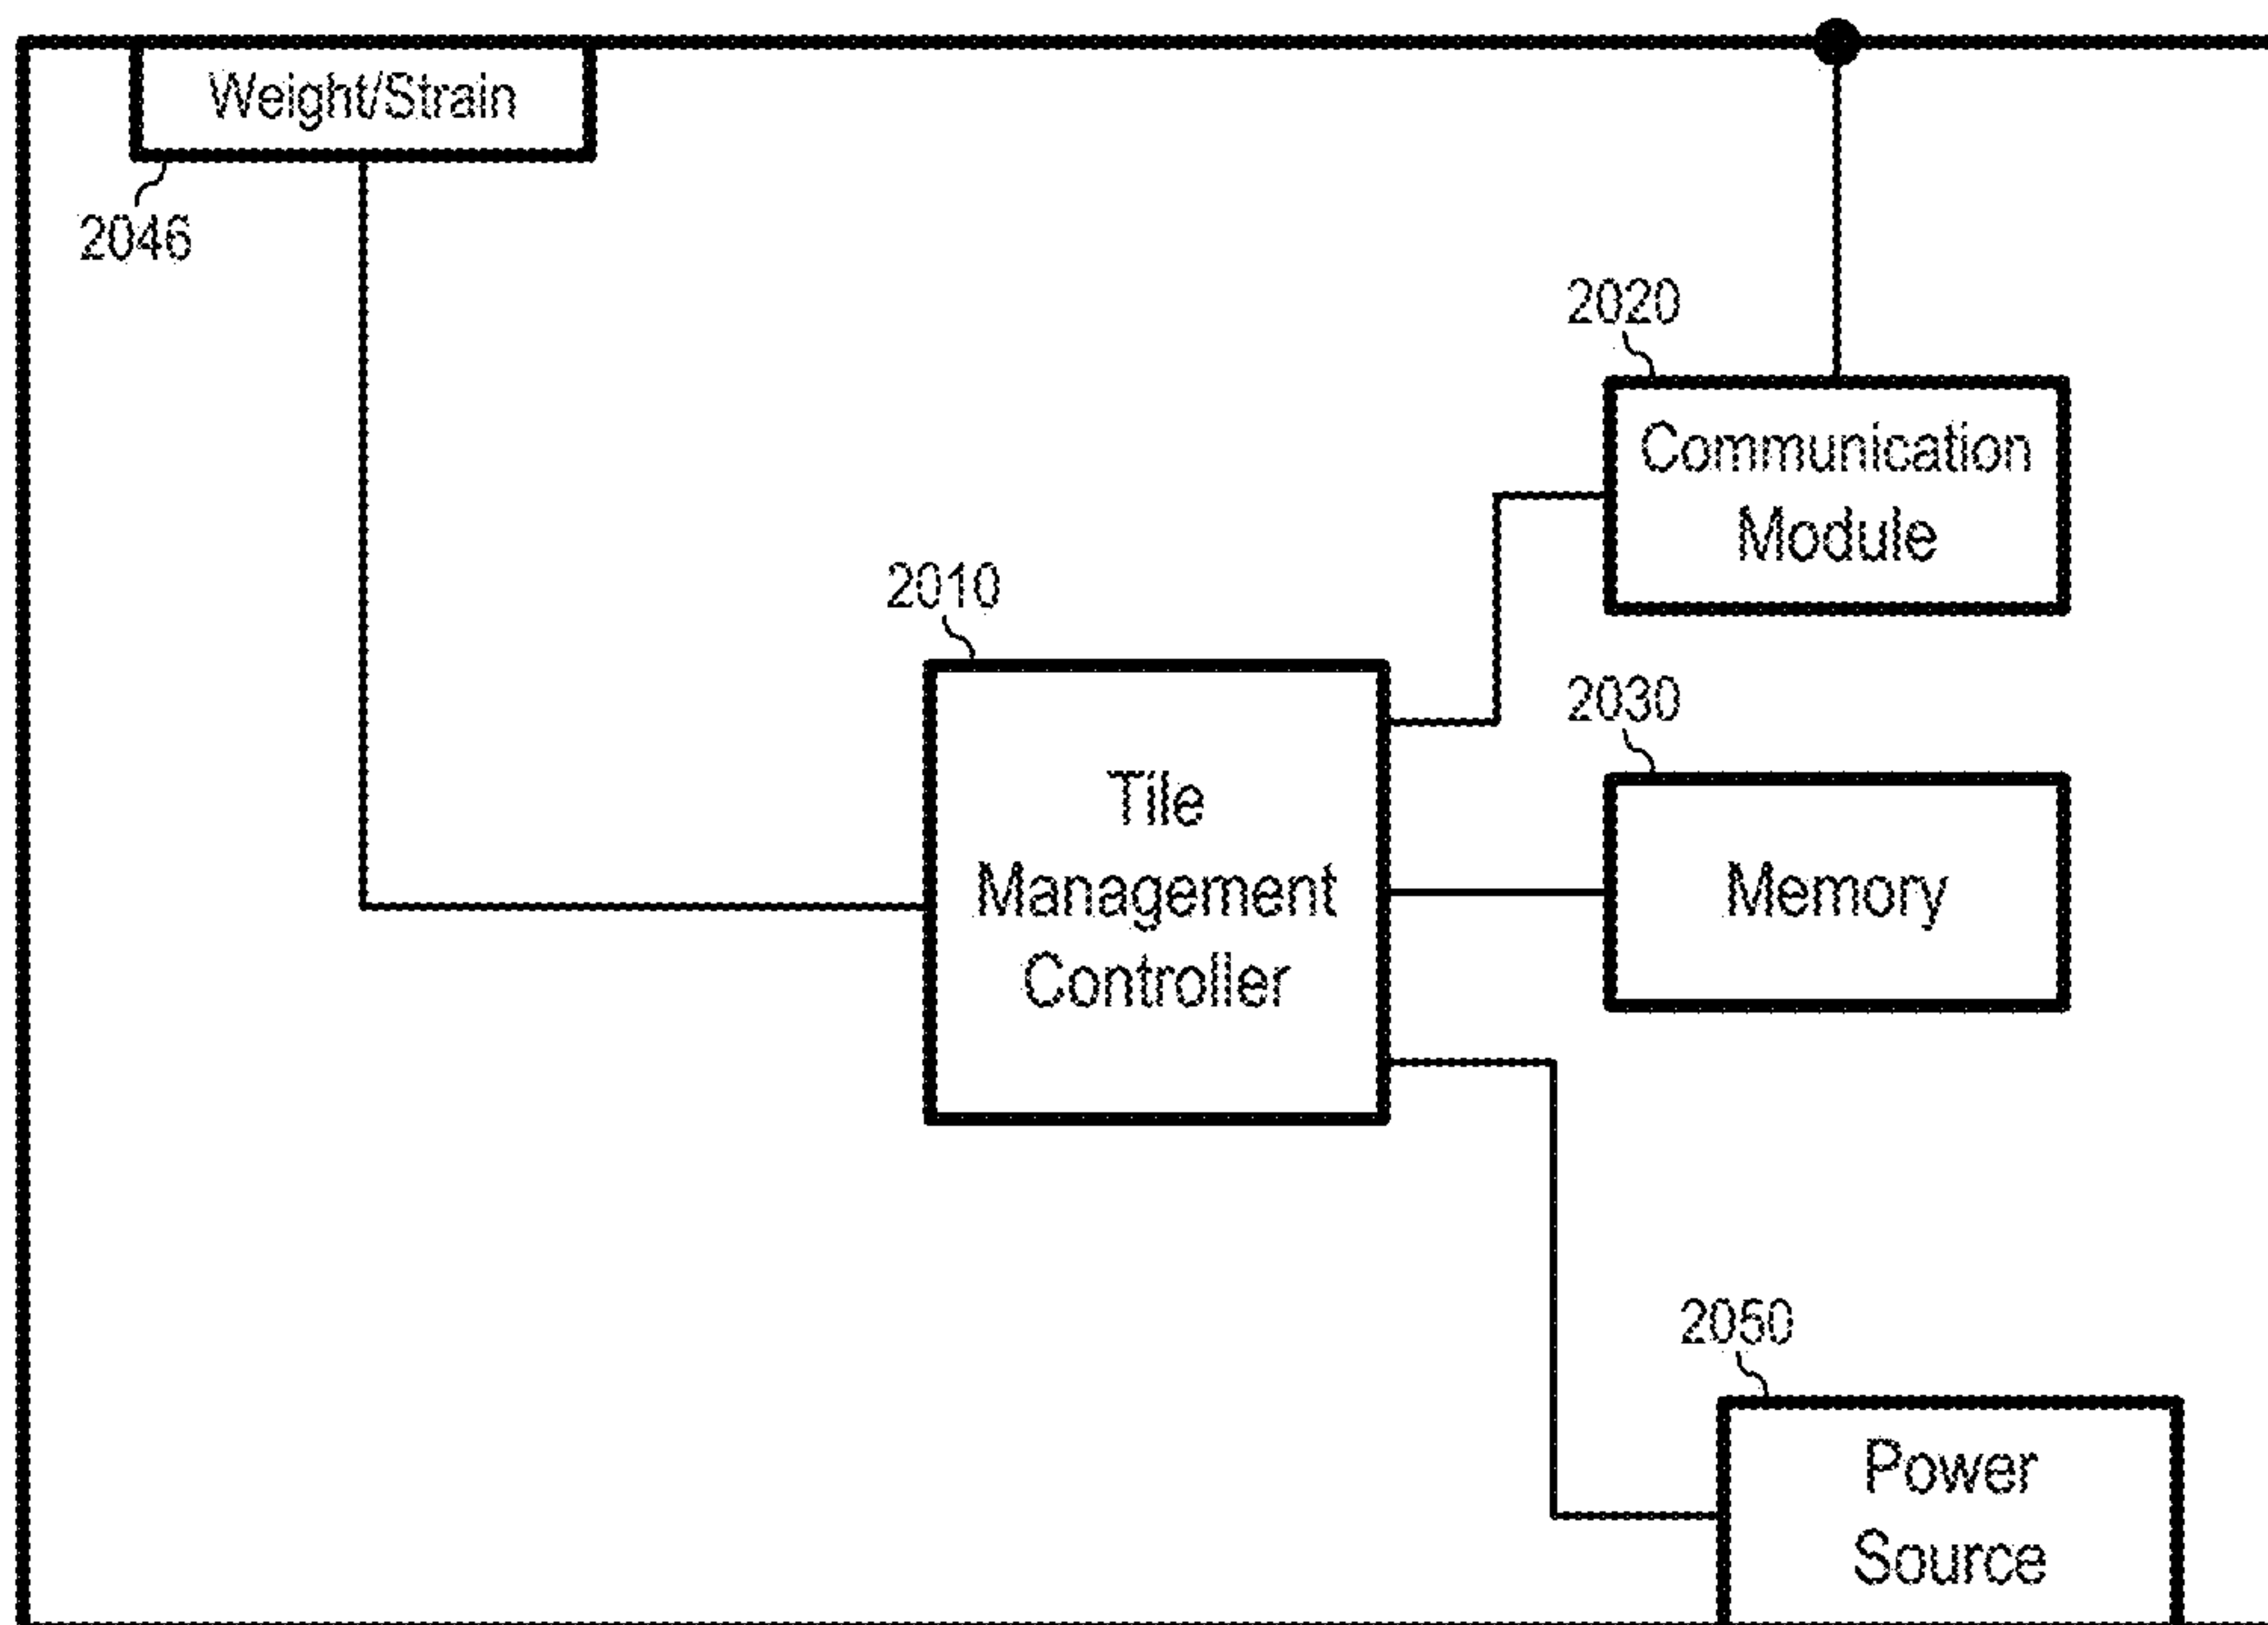 Weight/Strain
2046
2020
Communication
Module
2010
2030
Tile
Management
Controller
Memory
2050
Power
Source